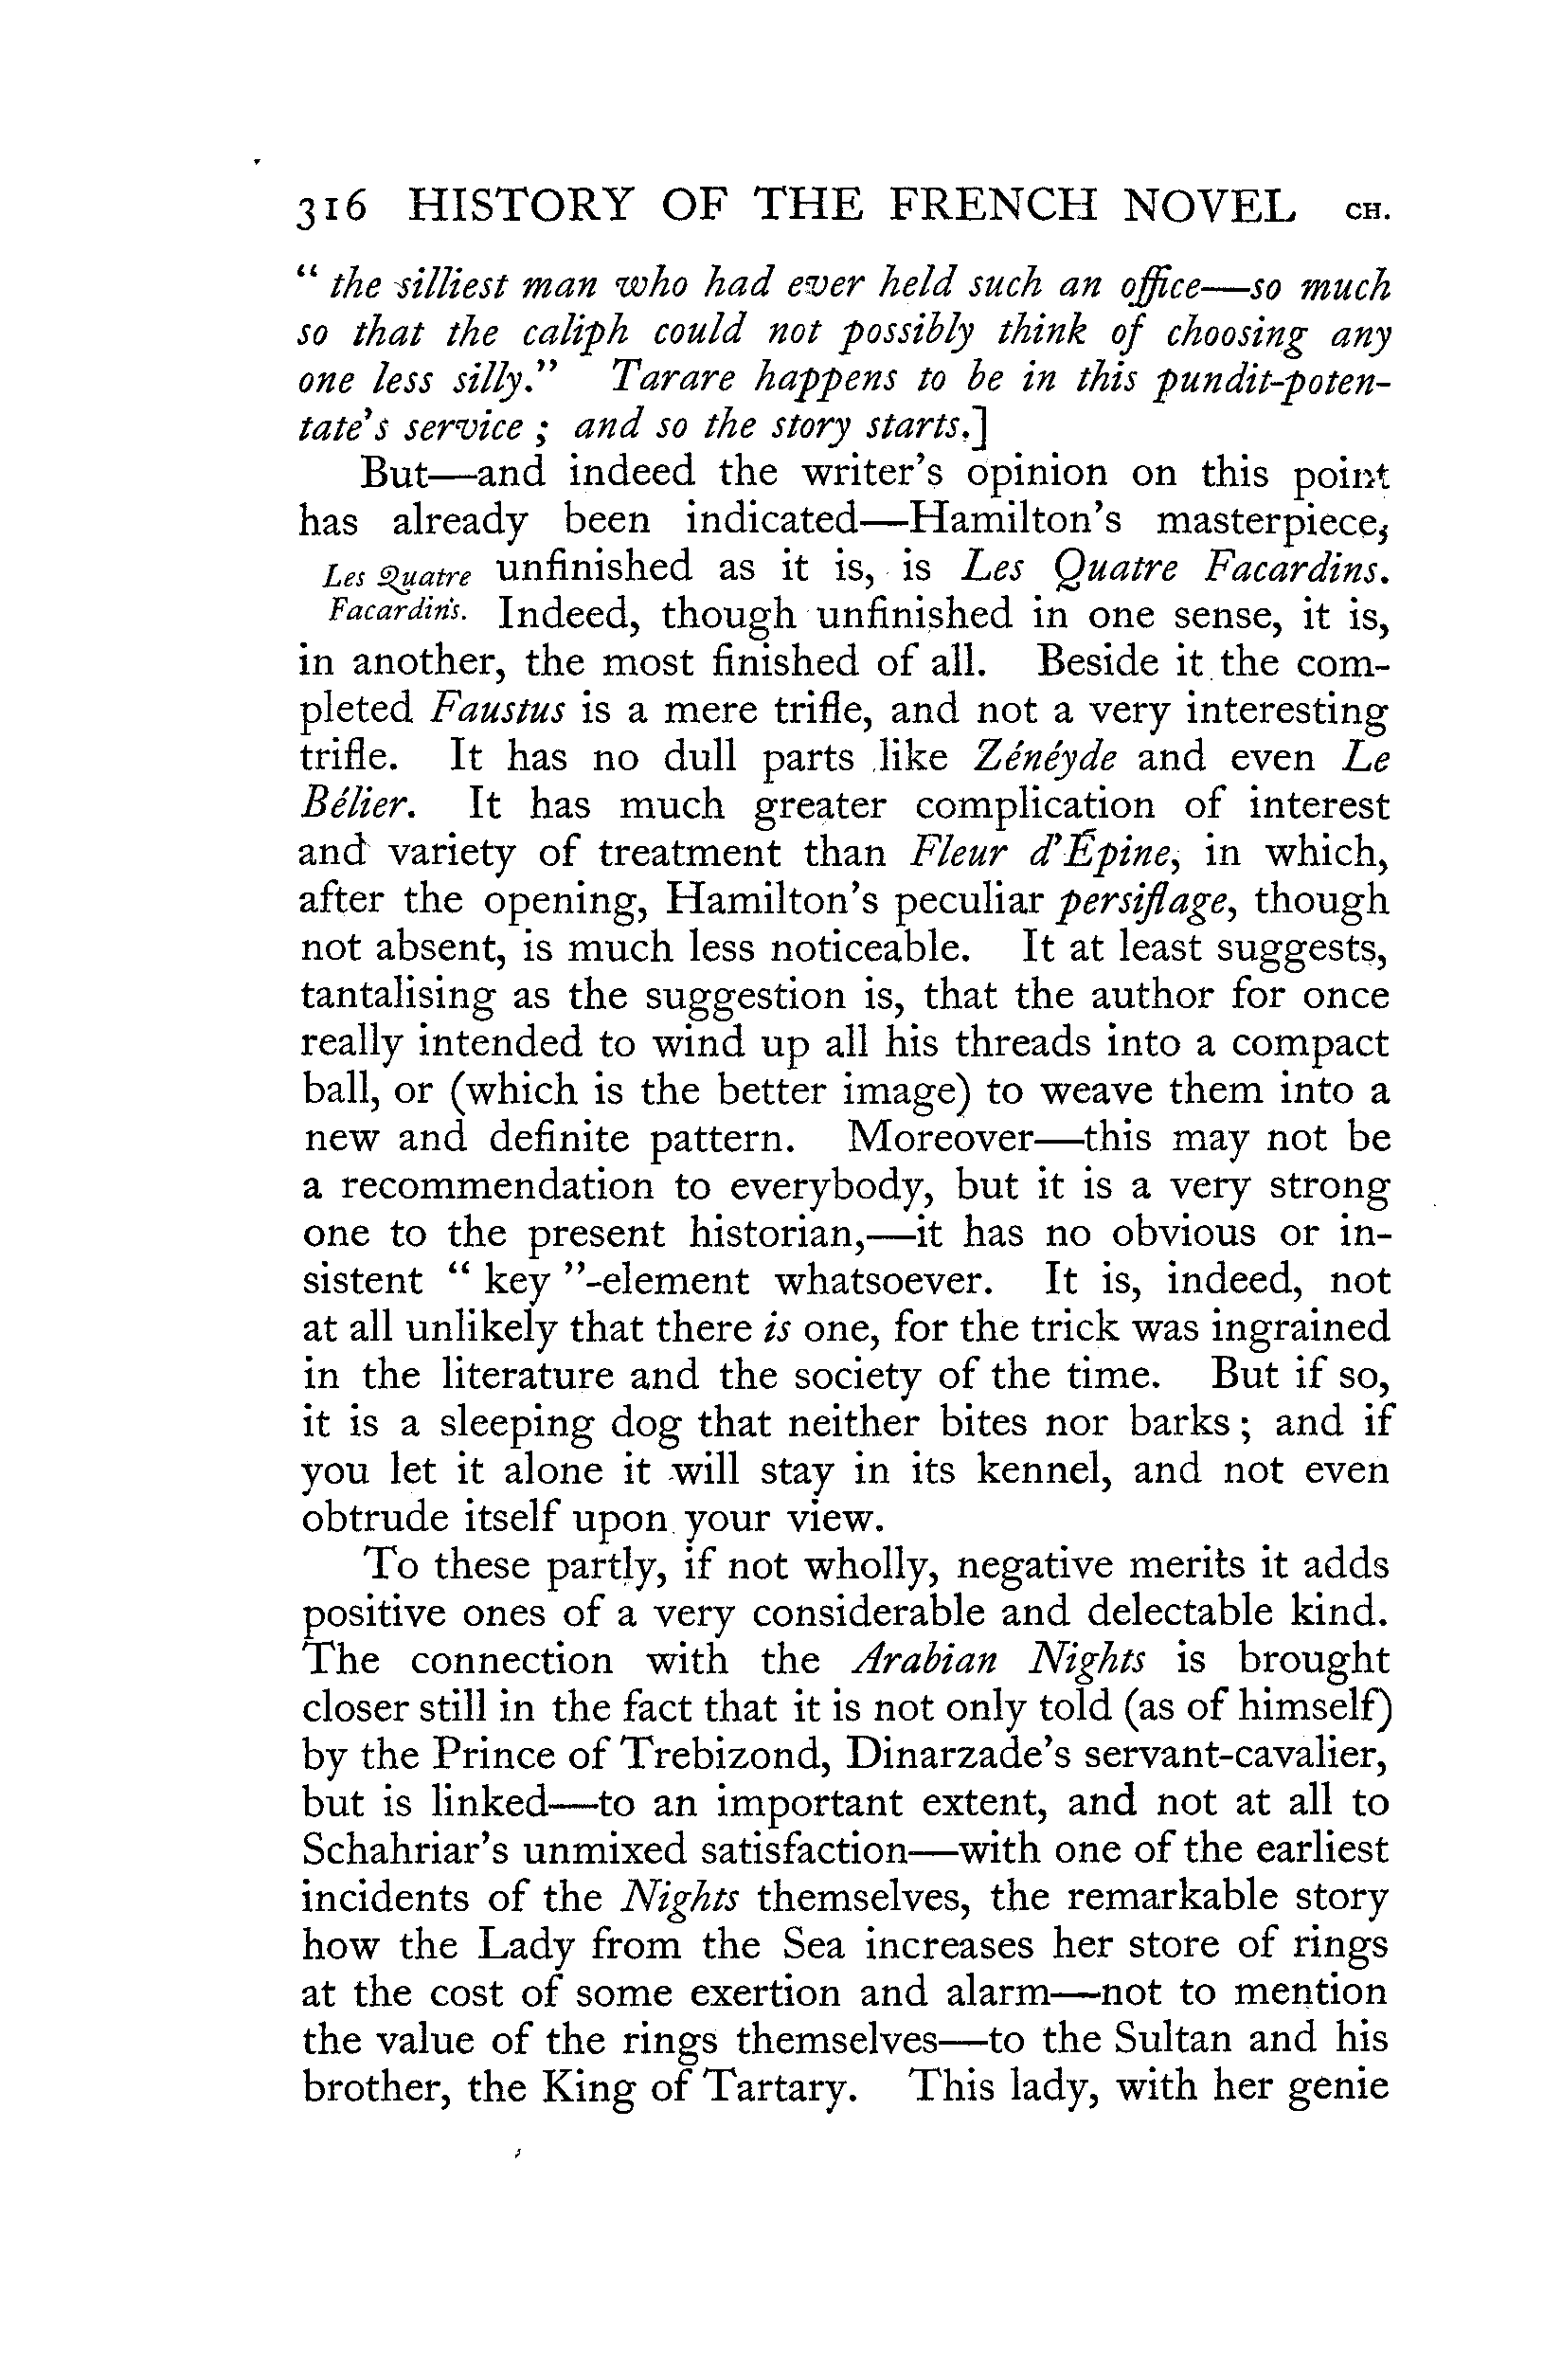 316 HISTORY OF THE FRENCH NOVEL CH.
“ the silliest man who had ever held such an office—so much
so that the caliph could not possibly think of choosing any
one less silly.” Tarare happens to be in this pundit-poten-
tate's service ; and so the story starts.]
But—and indeed the writer's opinion on this point
has already been indicated—Hamilton's masterpiece,
Les Quatre unfinished as it is, is Les Quatre Facardins.
Facardins. Indeed, though unfinished in one sense, it is,
in another, the most finished of all. Beside it the com-
pleted Faustus is a mere trifle, and not a very interesting
trifle. It has no dull parts like Zénéyde and even Le
Bélier. It has much greater complication of interest
and variety of treatment than Fleur d'Épine, in which,
after the opening, Hamilton's peculiar persiflage, though
not absent, is much less noticeable. It at least suggests,
tantalising as the suggestion is, that the author for once
really intended to wind up all his threads into a compact
ball, or (which is the better image) to weave them into a
new and definite pattern. Moreover—this may not be
a recommendation to everybody, but it is a very strong
one to the present historian,—it has no obvious or in-
sistent “ key ”-element whatsoever. It is, indeed, not
at all unlikely that there is one, for the trick was ingrained
in the literature and the society of the time. But if so,
it is a sleeping dog that neither bites nor barks ; and if
you let it alone it will stay in its kennel, and not even
obtrude itself upon your view.
To these partly, if not wholly, negative merits it adds
positive ones of a very considerable and delectable kind.
The connection with the Arabian Nights is brought
closer still in the fact that it is not only told (as of himself)
by the Prince of Trebizond, Dinarzade's servant-cavalier,
but is linked—to an important extent, and not at all to
Schahriar's unmixed satisfaction—with one of the earliest
incidents of the Nights themselves, the remarkable story
how the Lady from the Sea increases her store of rings
at the cost of some exertion and alarm—not to mention
the value of the rings themselves—to the Sultan and his
brother, the King of Tartary. This lady, with her genie